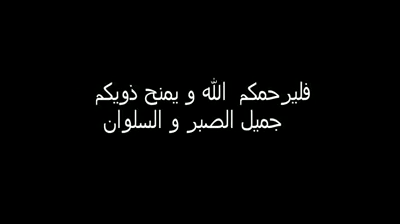 فليرحمكم الله و يمنح ذويكم
جميل الصبر و السلوان